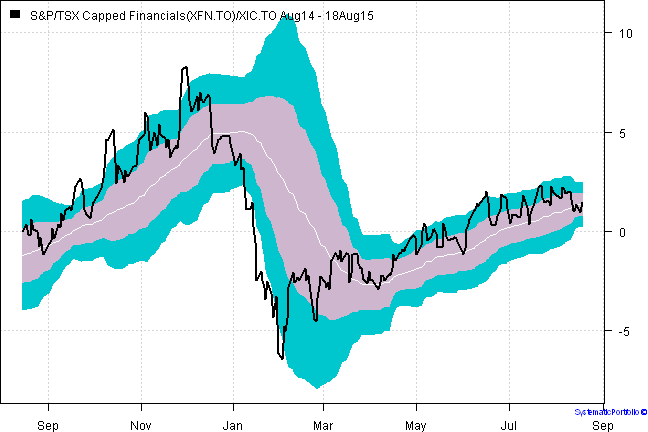 S&P/TSX Capped Financials(XFN.TO)/XIC.TO Aug14 - 18Aug15
10
5
0
-5
Sep Nov Jan Mar May Jul Sep
SystematicPortfolio ©